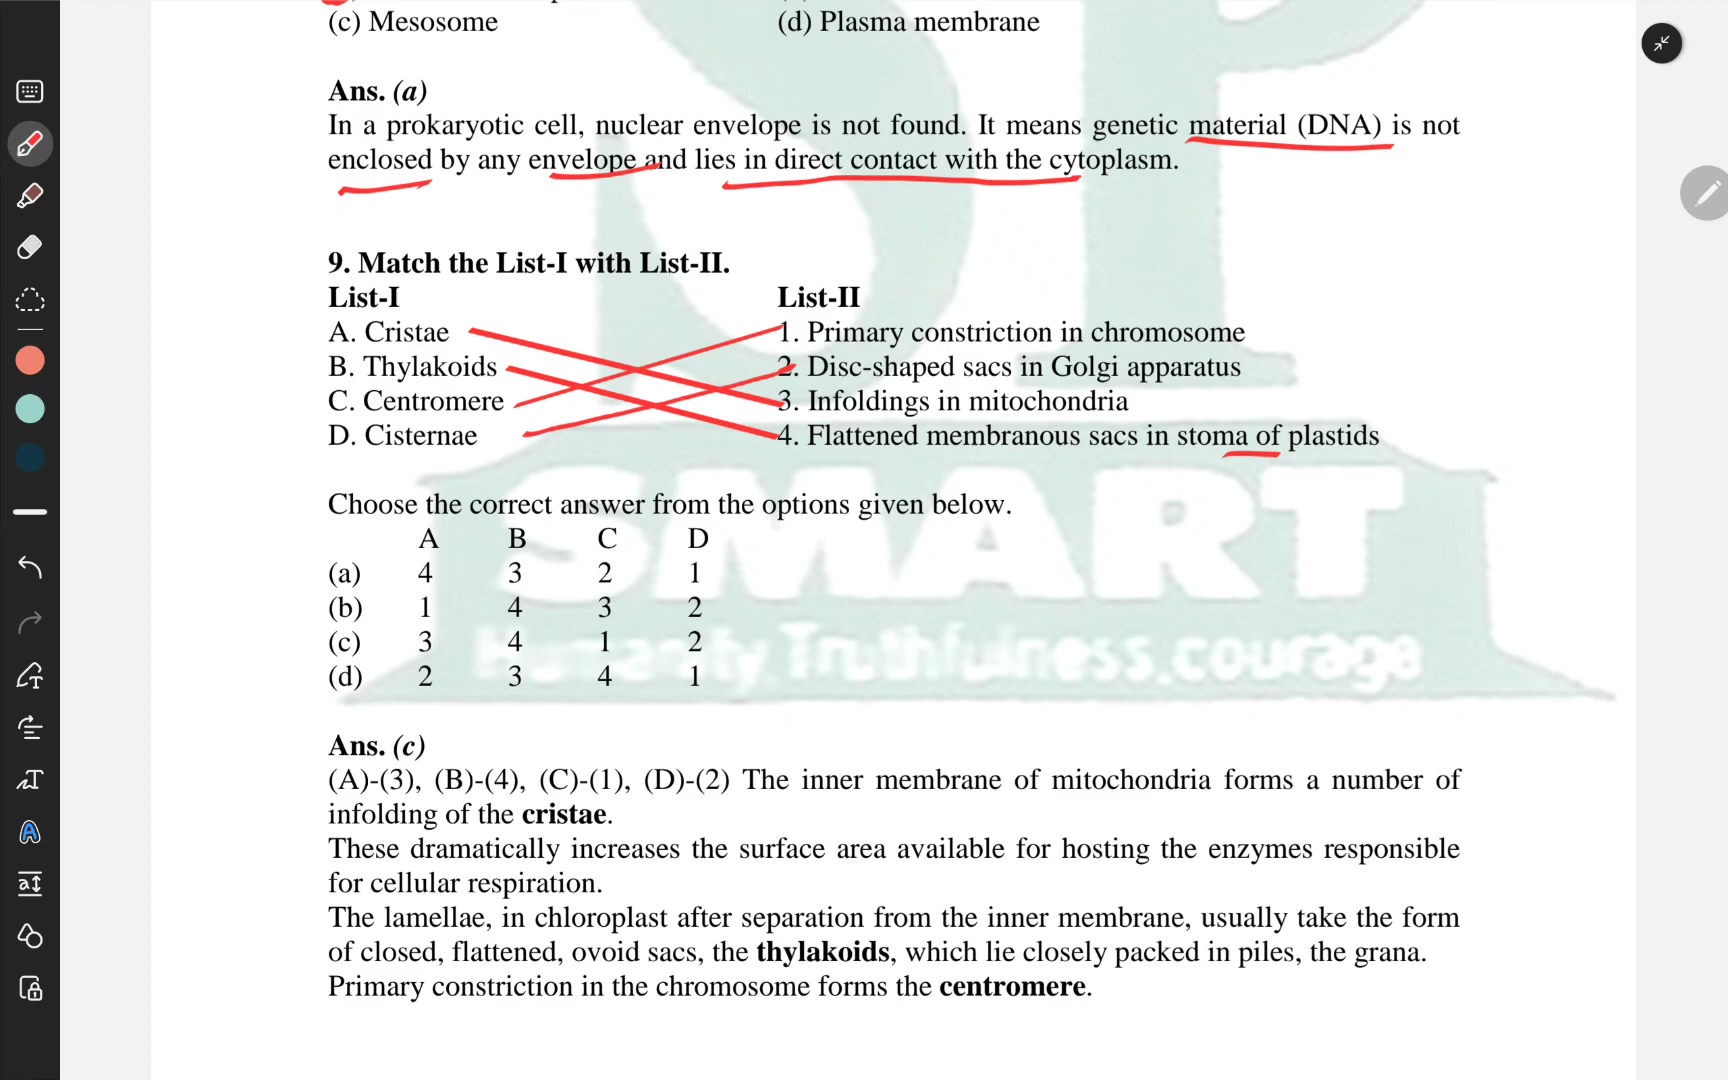 (c) Mesosome (d) Plasma membrane
Ans. (a)
In a prokaryotic cell, nuclear envelope is not found. It means genetic material (DNA) is not
enclosed by any envelope and lies in direct contact with the cytoplasm.
9. Match the List-I with List-II.
List-I List-II
A. Cristae 1. Primary constriction in chromosome
B. Thylakoids 2. Disc-shaped sacs in Golgi apparatus
C. Centromere 3. Infoldings in mitochondria
D. Cisternae 4. Flattened membranous sacs in stoma of plastids
Choose the correct answer from the options given below.
A B C D
(a) 4 3 2 1
(b) 1 4 3 2
(c) 3 4 1 2
(d) 2 3 4 1
SP
SMART
Humanity, Truthfulness, courage
Ans. (c)
(A)-(3), (B)-(4), (C)-(1), (D)-(2) The inner membrane of mitochondria forms a number of
infolding of the cristae.
These dramatically increases the surface area available for hosting the enzymes responsible
for cellular respiration.
The lamellae, in chloroplast after separation from the inner membrane, usually take the form
of closed, flattened, ovoid sacs, the thylakoids, which lie closely packed in piles, the grana.
Primary constriction in the chromosome forms the centromere.